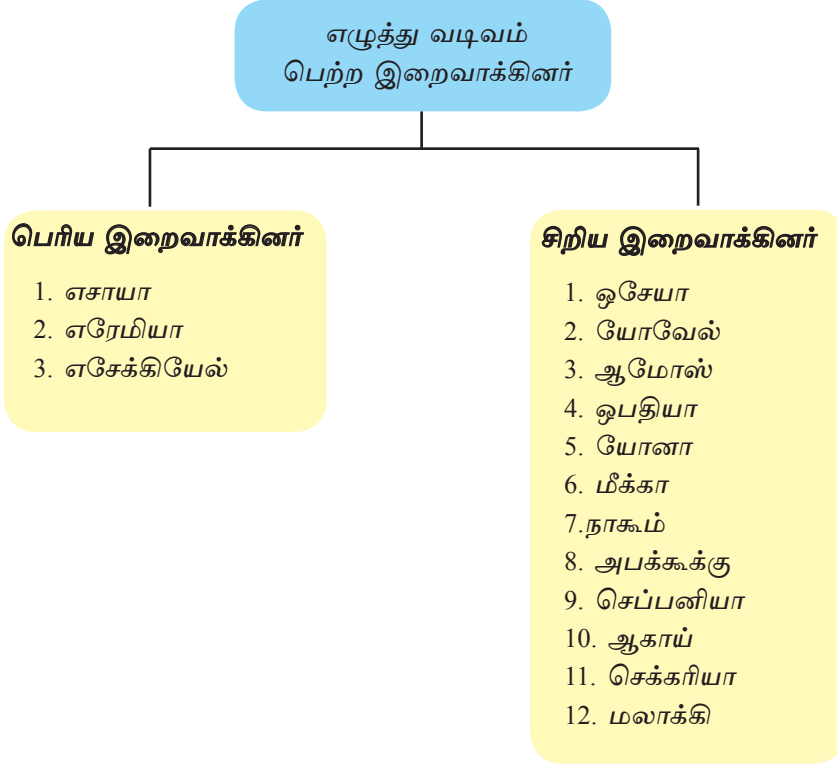 எழுத்து வடிவம்
பெற்ற இறைவாக்கினர்
பெரிய இறைவாக்கினர்
1. எசாயா
2. எரேமியா
3. எசேக்கியேல்
சிறிய இறைவாக்கினர்
1. ஒசேயா
2. யோவேல்
3. ஆமோஸ்
4. ஒபதியா
5. யோனா
6. மீக்கா
7.நாகூம்
8. அபக்கூக்கு
9. செப்பனியா
10. ஆகாய்
11. செக்கரியா
12. மலாக்கி